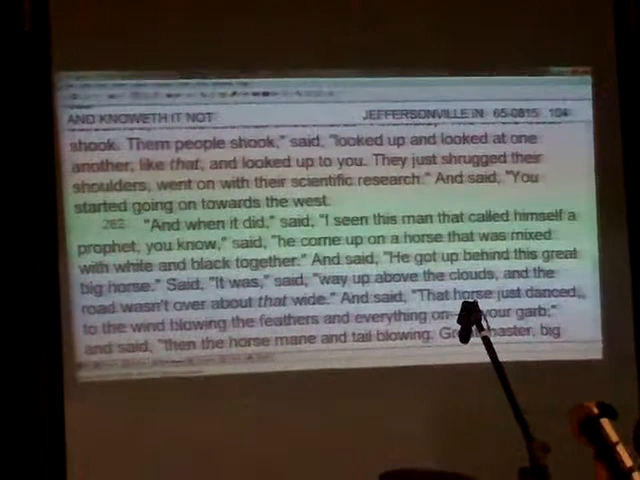 AND KNOWETH IT NOT JEFFERSONVILLE IN 65-0815 104
shook. Them people shook," said, "looked up and looked at one
another, like that, and looked up to you. They just shrugged their
shoulders, went on with their scientific research." And said, "You
started going on towards the west.
262 "And when it did," said, "I seen this man that called himself a
prophet, you know," said, "he come up on a horse that was mixed
with white and black together." And said, "He got up behind this great
big horse." Said, "It was," said, "way up above the clouds, and the
road wasn't over about that wide." And said, "That horse just danced,
to the wind blowing the feathers and everything on your garb;"
and said, "then the horse mane and tail blowing. big